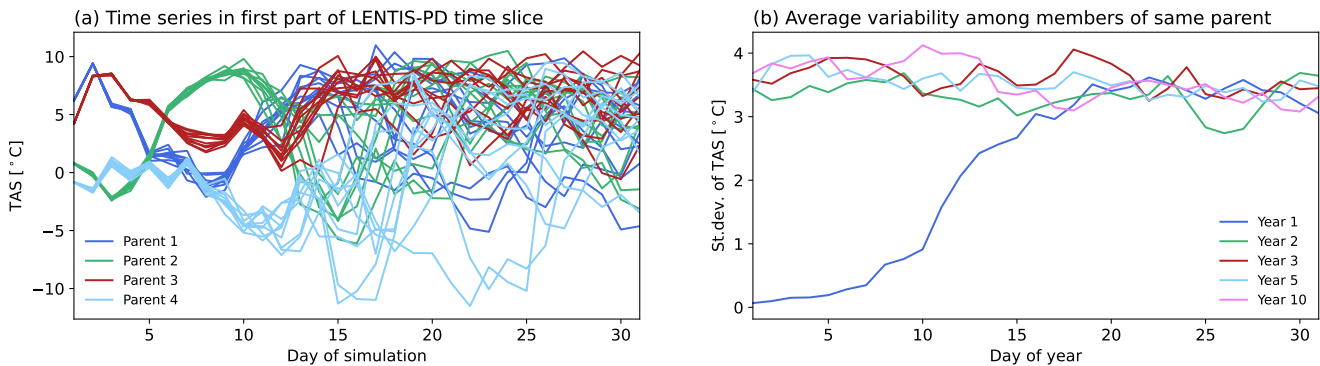 (a) Time series in first part of LENTIS-PD time slice
TAS [°C]
10
5
0
−5
−10
Parent 1
Parent 2
Parent 3
Parent 4
5 10 15 20 25 30
Day of simulation
(b) Average variability among members of same parent
St.dev. of TAS [°C]
4
3
2
1
0
Year 1
Year 2
Year 3
Year 5
Year 10
5 10 15 20 25 30
Day of year